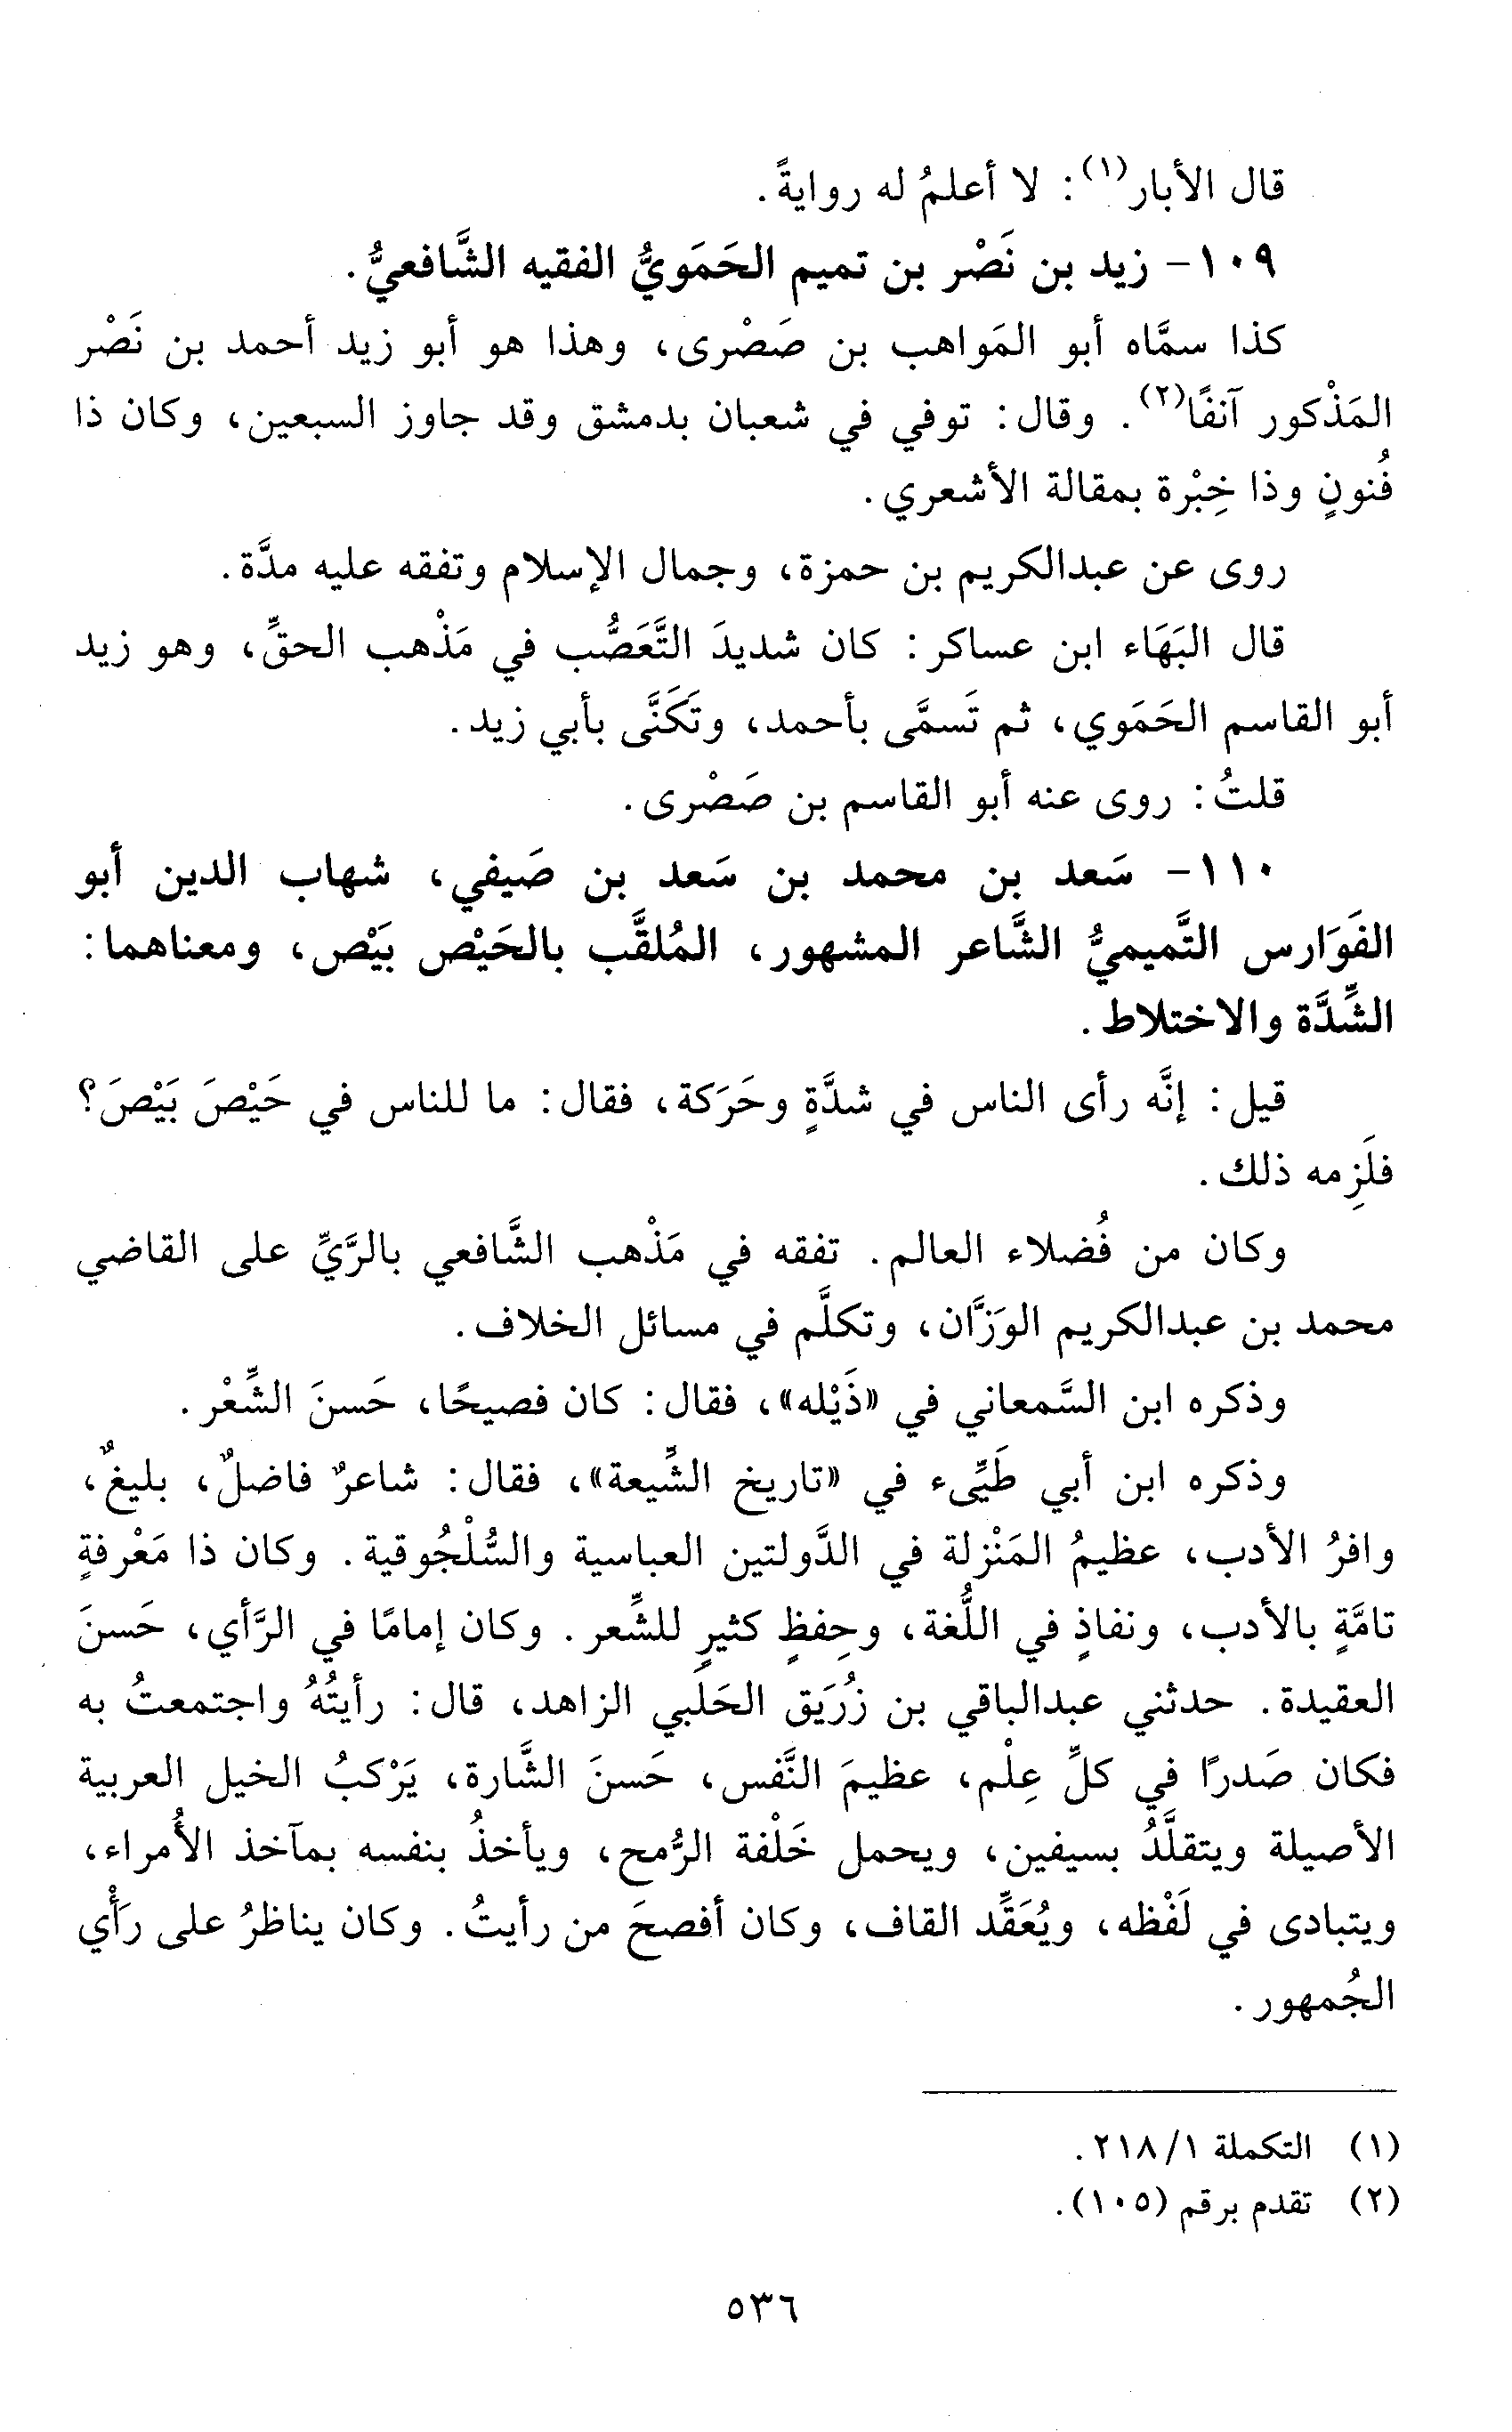 قال الأبار(١): لا أعلمُ له روايةً.
١٠٩- زيد بن نَصْر بن تميم الحَمَويُّ الفقيه الشَّافعيُّ.
كذا سمَّاه أبو المَواهب بن صَصْرى، وهذا هو أبو زيد أحمد بن نَصْر
المَذْكور آنفًا(٢). وقال: توفي في شعبان بدمشق وقد جاوز السبعين، وكان ذا
فُنونٍ وذا خِبْرة بمقالة الأشعري.
روى عن عبدالكريم بن حمزة، وجمال الإسلام وتفقه عليه مدَّة.
قال البَهَاء ابن عساكر: كان شديدَ التَّعَصُّب في مَذْهب الحقِّ، وهو زيد
أبو القاسم الحَمَوي، ثم تَسمَّى بأحمد، وتَكَنَّى بأبي زيد.
قلتُ: روى عنه أبو القاسم بن صَصْرى.
١١٠- سَعد بن محمد بن سَعد بن صَيفي، شهاب الدين أبو
الفَوَارس التَّميميُّ الشَّاعر المشهور، المُلقَّب بالحَيْص بَيْص، ومعناهما:
الشِّدَّة والاختلاط.
قيل: إنَّه رأى الناس في شدَّةٍ وحَرَكة، فقال: ما للناس في حَيْصَ بَيْصَ؟
فلَزِمه ذلك.
وكان من فُضلاء العالم. تفقه في مَذْهب الشَّافعي بالرَّيِّ على القاضي
محمد بن عبدالكريم الوَزَّان، وتكلَّم في مسائل الخلاف.
وذكره ابن السَّمعاني في «ذَيْله»، فقال: كان فصيحًا، حَسنَ الشِّعْر.
وذكره ابن أبي طَيِّىء في «تاريخ الشِّيعة»، فقال: شاعرٌ فاضلٌ، بليغٌ،
وافرُ الأدب، عظيمُ المَنْزلة في الدَّولتين العباسية والسُّلْجُوقية. وكان ذا مَعْرفةٍ
تامَّةٍ بالأدب، ونفاذٍ في اللُّغة، وحِفظٍ كثيرٍ للشِّعر. وكان إمامًا في الرَّأي، حَسنَ
العقيدة. حدثني عبدالباقي بن زُرَيَق الحَلَبي الزاهد، قال: رأيتُهُ واجتمعتُ به
فكان صَدرًا في كلِّ عِلْم، عظيمَ النَّفس، حَسنَ الشَّارة، يَرْكبُ الخيل العربية
الأصيلة ويتقلَّدُ بسيفين، ويحمل خَلْفة الرُّمح، ويأخذُ بنفسه بمآخذ الأُمراء،
ويتبادى في لَفْظه، ويُعَقِّد القاف، وكان أفصحَ من رأيتُ. وكان يناظرُ على رَأْي
الجُمهور.
(١) التكملة ١/ ٢١٨.
(٢) تقدم برقم (١٠٥).
٥٣٦